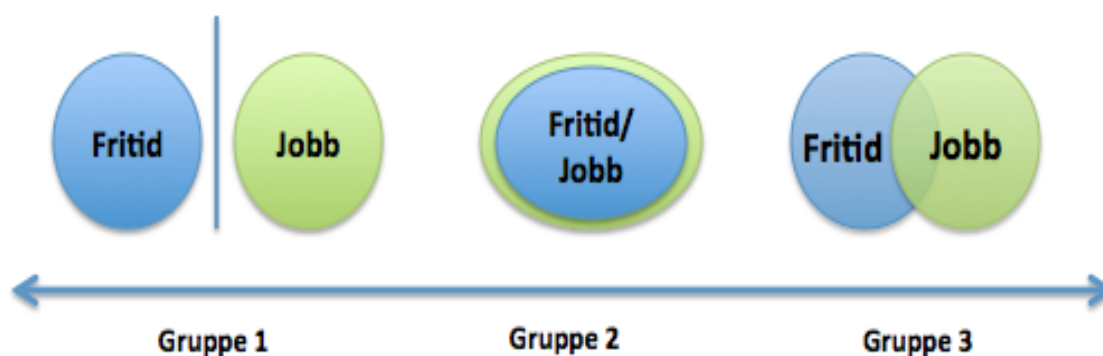 Fritid
Jobb
Fritid/
Jobb
Fritid
Jobb
Gruppe 1
Gruppe 2
Gruppe 3